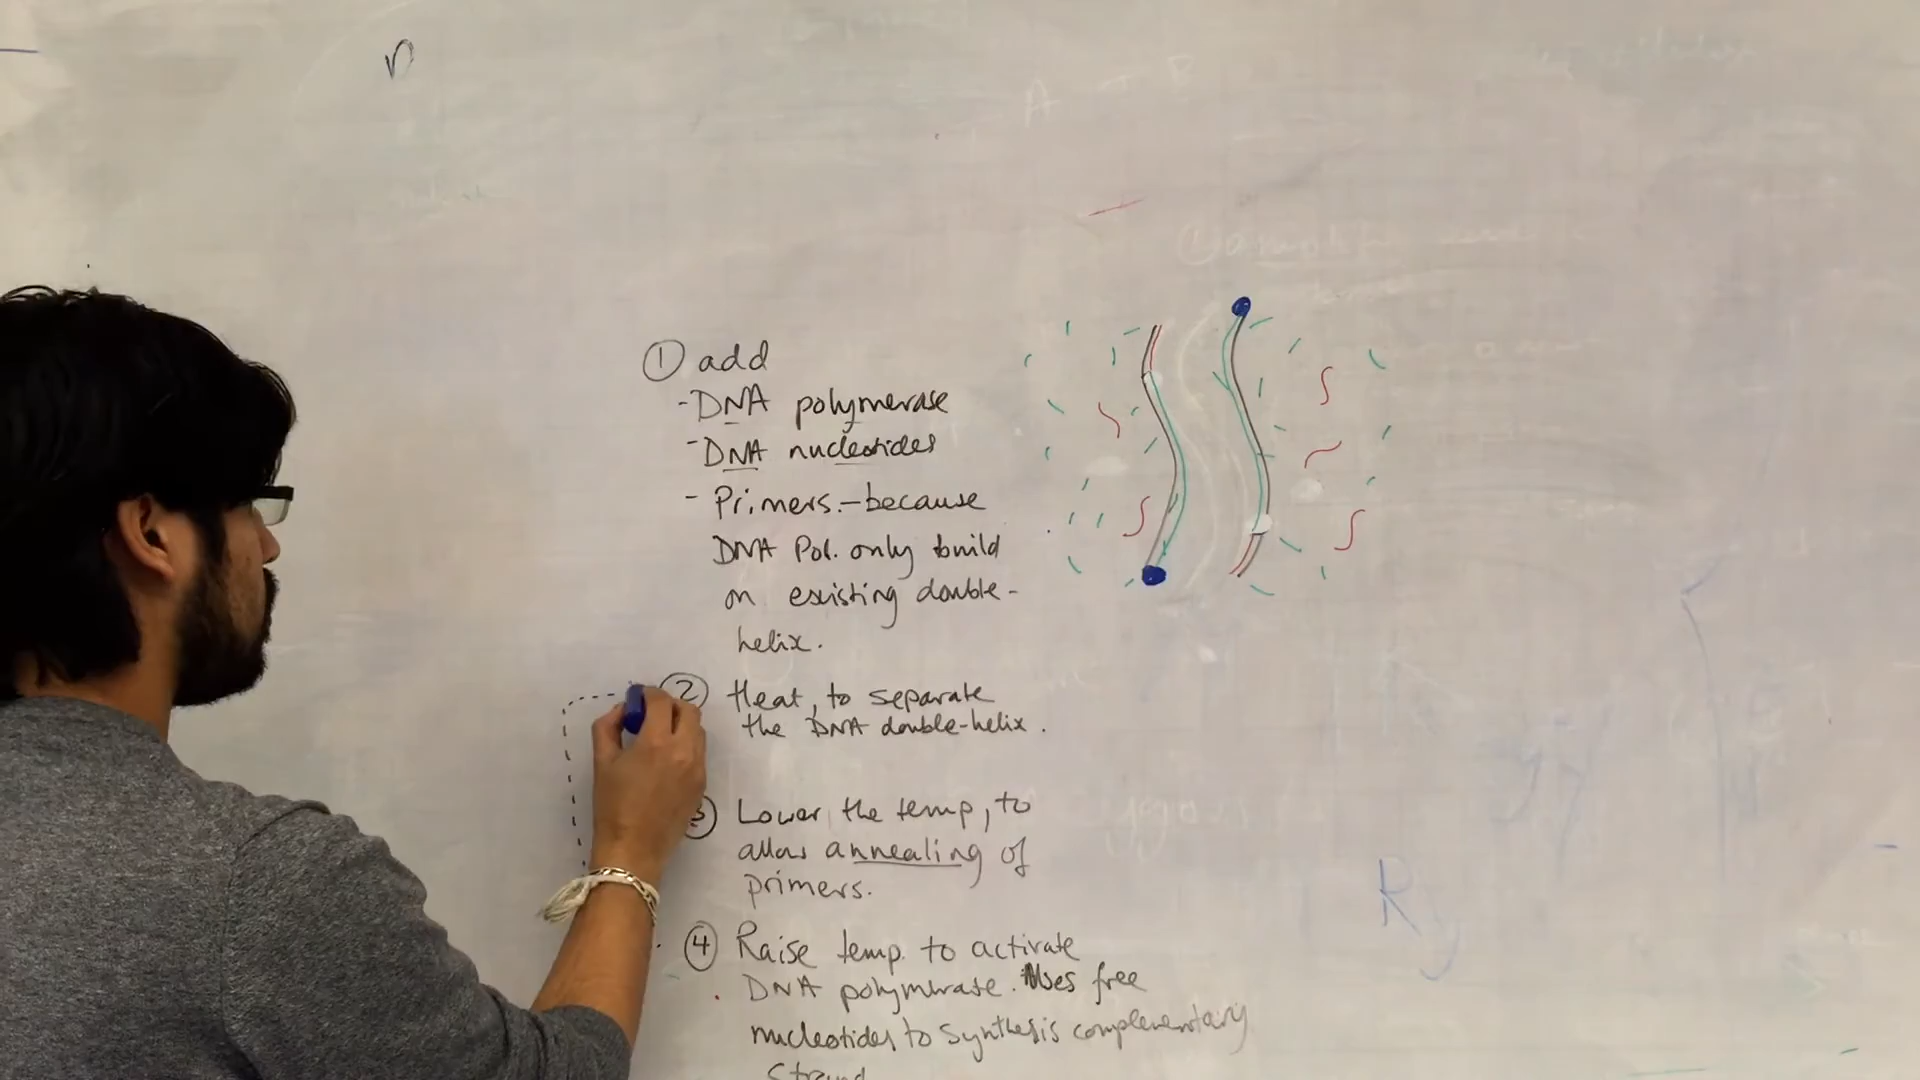 n
① add
- DNA polymerase
- DNA nucleotides
- Primers.-because
DNA Pol. only build
on existing double-
helix.
② Heat, to separate
the DNA double-helix.
③ Lower the temp, to
allow annealing of
primers.
④ Raise temp. to activate
DNA polymerase. Uses free
nucleotides to synthesis complementary
strand
R